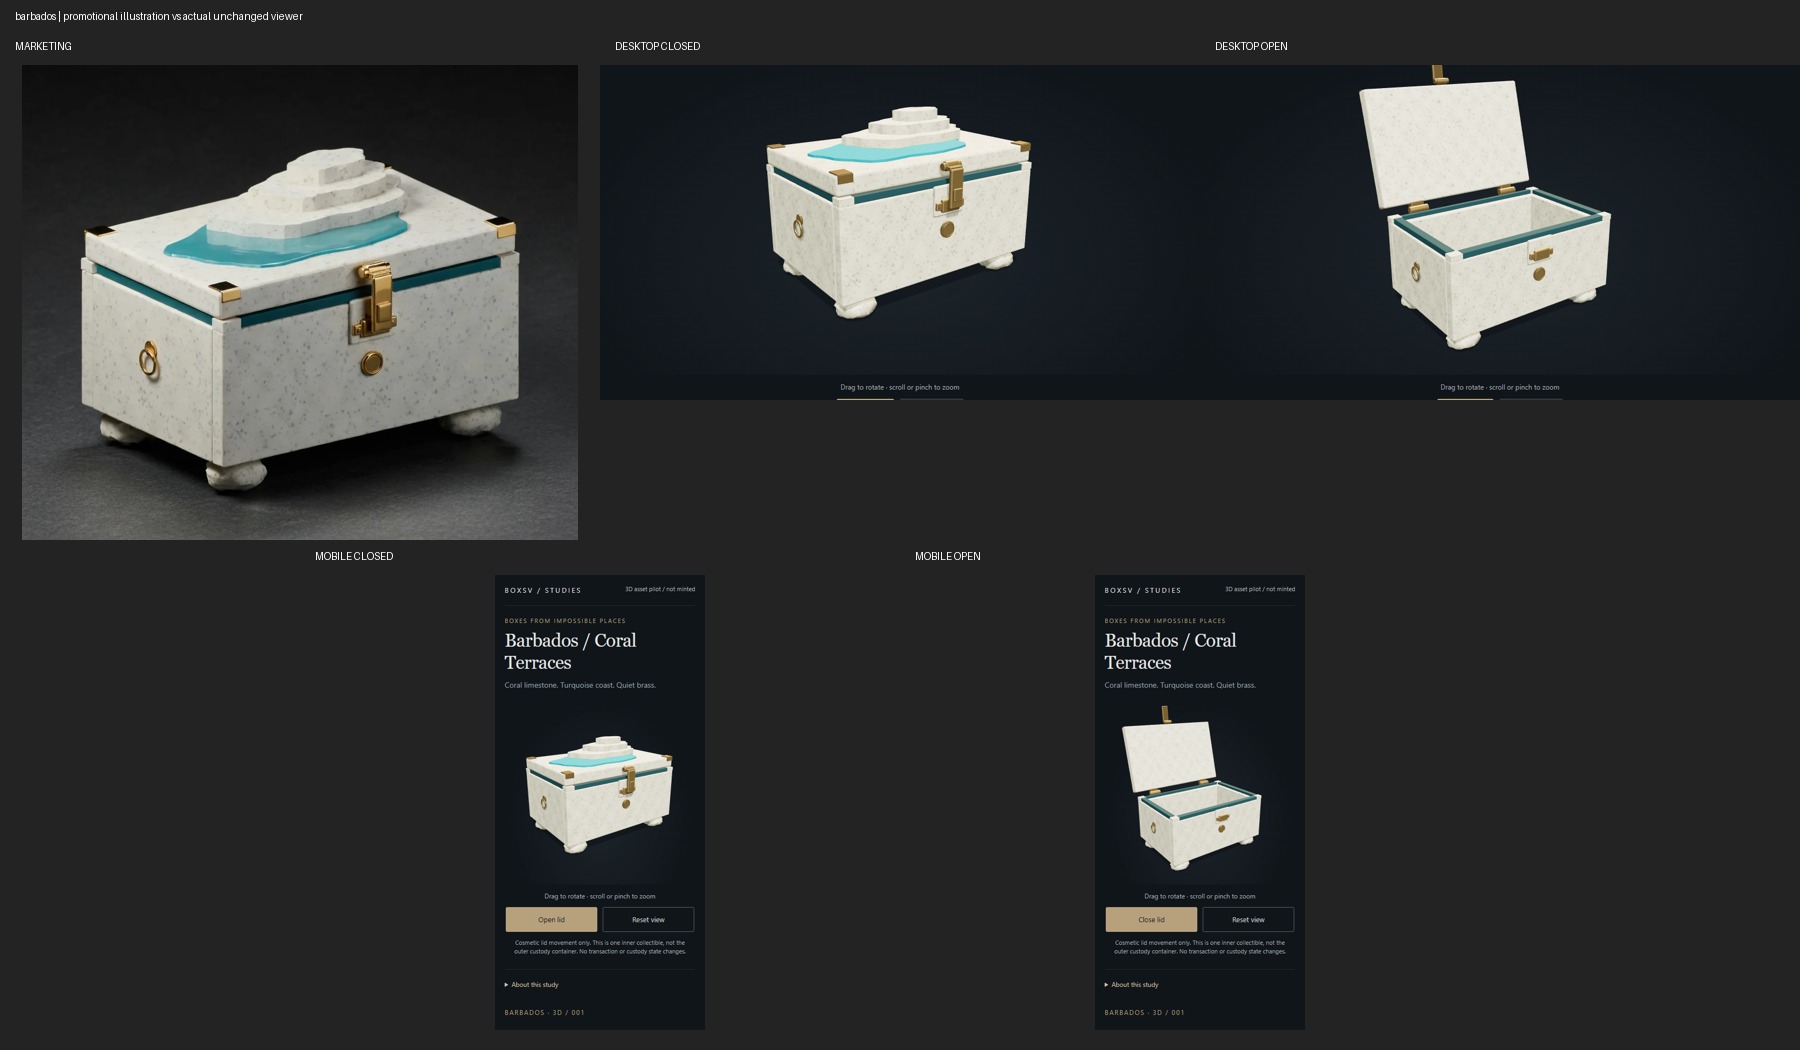 barbados | promotional illustration vs actual unchanged viewer
MARKETING
DESKTOP CLOSED
DESKTOP OPEN
Drag to rotate · scroll or pinch to zoom
Drag to rotate · scroll or pinch to zoom
MOBILE CLOSED
MOBILE OPEN
BOXSV / STUDIES
3D asset pilot / not minted
BOXES FROM IMPOSSIBLE PLACES
Barbados / Coral
Terraces
Coral limestone. Turquoise coast. Quiet brass.
Drag to rotate · scroll or pinch to zoom
Open lid
Reset view
Cosmetic lid movement only. This is one inner collectible, not the
outer custody container. No transaction or custody state changes.
▶ About this study
BARBADOS · 3D / 001
BOXSV / STUDIES
3D asset pilot / not minted
BOXES FROM IMPOSSIBLE PLACES
Barbados / Coral
Terraces
Coral limestone. Turquoise coast. Quiet brass.
Drag to rotate · scroll or pinch to zoom
Close lid
Reset view
Cosmetic lid movement only. This is one inner collectible, not the
outer custody container. No transaction or custody state changes.
▶ About this study
BARBADOS · 3D / 001